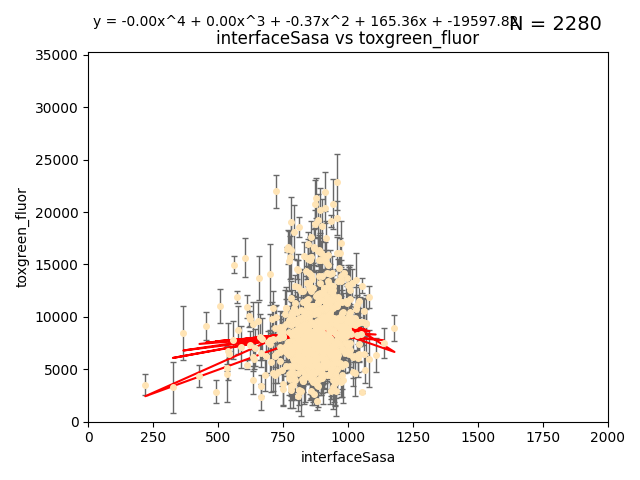 y = -0.00x^4 + 0.00x^3 + -0.37x^2 + 165.36x + -19597.82
N = 2280
interfaceSasa vs toxgreen_fluor
35000
30000
25000
20000
15000
10000
5000
0
toxgreen_fluor
0 250 500 750 1000 1250 1500 1750 2000
interfaceSasa